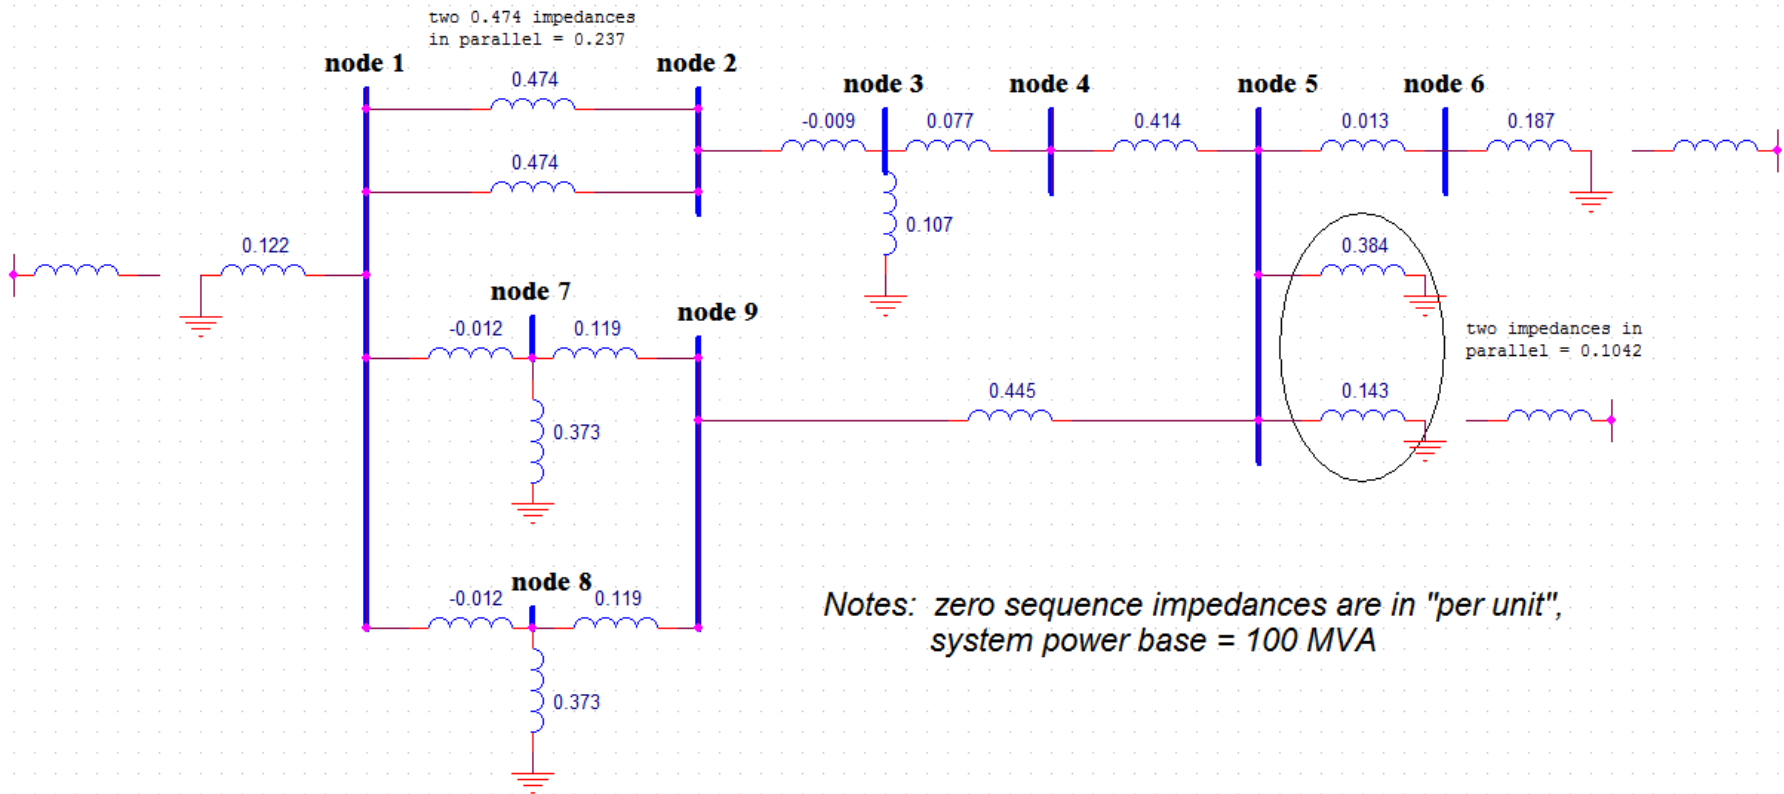 two 0.474 impedances
in parallel = 0.237
node 1
0.474
node 2
node 3
node 4
node 5
node 6
-0.009
0.077
0.414
0.013
0.187
0.474
0.107
0.122
0.384
node 7
node 9
-0.012
0.119
two impedances in
parallel = 0.1042
0.445
0.143
0.373
node 8
-0.012
0.119
Notes: zero sequence impedances are in "per unit",
system power base = 100 MVA
0.373